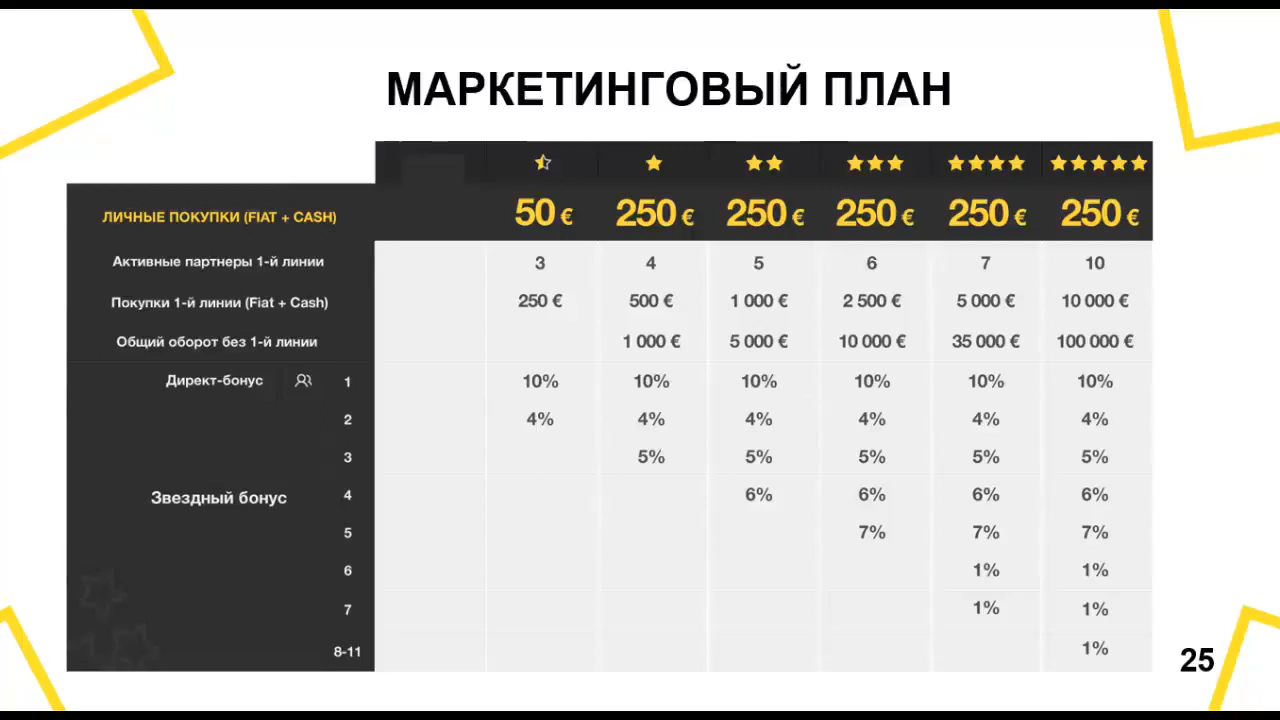 МАРКЕТИНГОВЫЙ ПЛАН
ЛИЧНЫЕ ПОКУПКИ (FIAT + CASH) 50 € 250 € 250 € 250 € 250 € 250 €
Активные партнеры 1-й линии 3 4 5 6 7 10
Покупки 1-й линии (Fiat + Cash) 250 € 500 € 1 000 € 2 500 € 5 000 € 10 000 €
Общий оборот без 1-й линии 1 000 € 5 000 € 10 000 € 35 000 € 100 000 €
Директ-бонус 1 10% 10% 10% 10% 10% 10%
2 4% 4% 4% 4% 4% 4%
3 5% 5% 5% 5% 5%
Звездный бонус 4 6% 6% 6% 6%
5 7% 7% 7%
6 1% 1%
7 1% 1%
8-11 1%
25